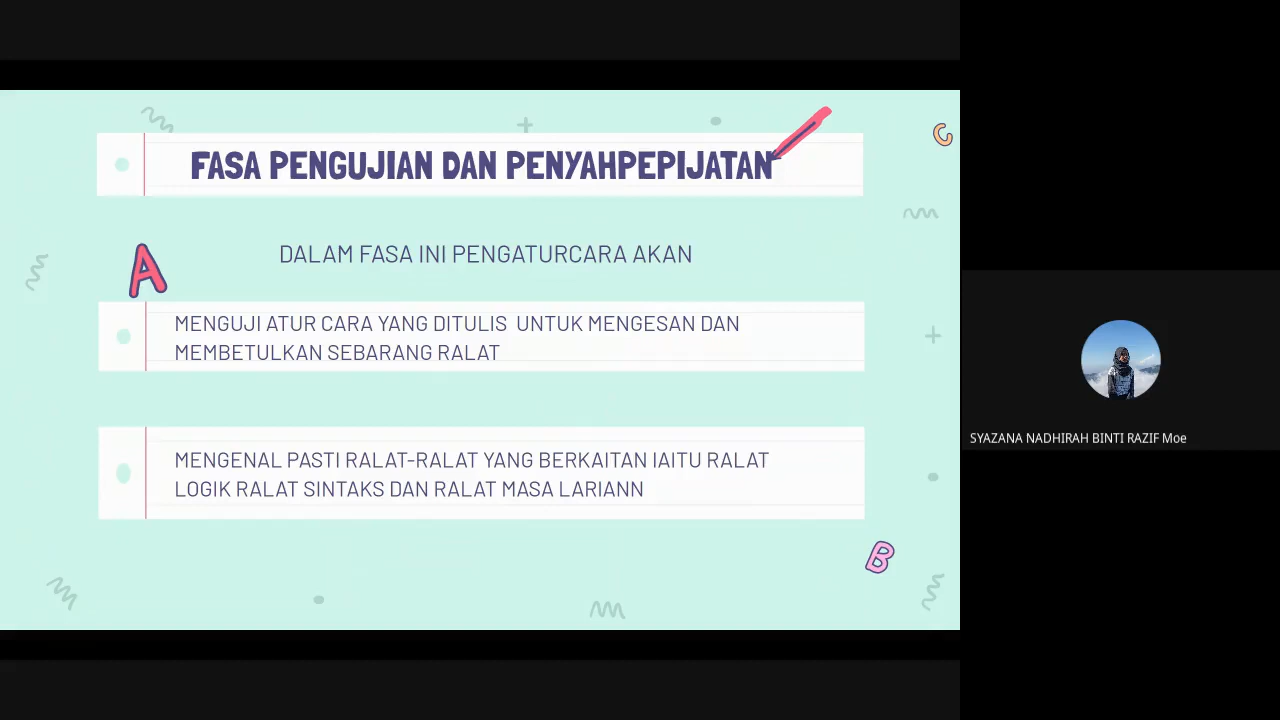 FASA PENGUJIAN DAN PENYAHPEPIJATAN
C
A
DALAM FASA INI PENGATURCARA AKAN
MENGUJI ATUR CARA YANG DITULIS UNTUK MENGESAN DAN
MEMBETULKAN SEBARANG RALAT
SYAZANA NADHIRAH BINTI RAZIF Moe
MENGENAL PASTI RALAT-RALAT YANG BERKAITAN IAITU RALAT
LOGIK RALAT SINTAKS DAN RALAT MASA LARIANN
B